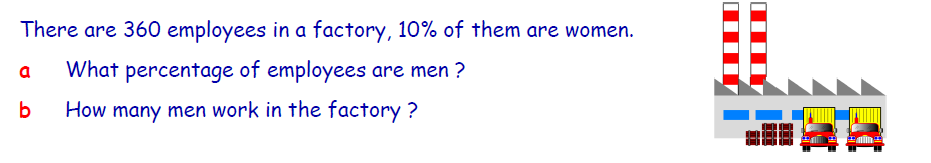 There are 360 employees in a factory, 10% of them are women.
a What percentage of employees are men ?
b How many men work in the factory ?